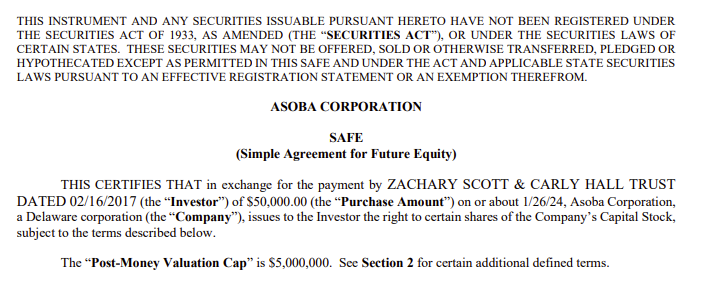 THIS INSTRUMENT AND ANY SECURITIES ISSUABLE PURSUANT HERETO HAVE NOT BEEN REGISTERED UNDER
THE SECURITIES ACT OF 1933, AS AMENDED (THE “SECURITIES ACT”), OR UNDER THE SECURITIES LAWS OF
CERTAIN STATES. THESE SECURITIES MAY NOT BE OFFERED, SOLD OR OTHERWISE TRANSFERRED, PLEDGED OR
HYPOTHECATED EXCEPT AS PERMITTED IN THIS SAFE AND UNDER THE ACT AND APPLICABLE STATE SECURITIES
LAWS PURSUANT TO AN EFFECTIVE REGISTRATION STATEMENT OR AN EXEMPTION THEREFROM.
ASOBA CORPORATION
SAFE
(Simple Agreement for Future Equity)
THIS CERTIFIES THAT in exchange for the payment by ZACHARY SCOTT & CARLY HALL TRUST
DATED 02/16/2017 (the “Investor”) of $50,000.00 (the “Purchase Amount”) on or about 1/26/24, Asoba Corporation,
a Delaware corporation (the “Company”), issues to the Investor the right to certain shares of the Company’s Capital Stock,
subject to the terms described below.
The “Post-Money Valuation Cap” is $5,000,000. See Section 2 for certain additional defined terms.